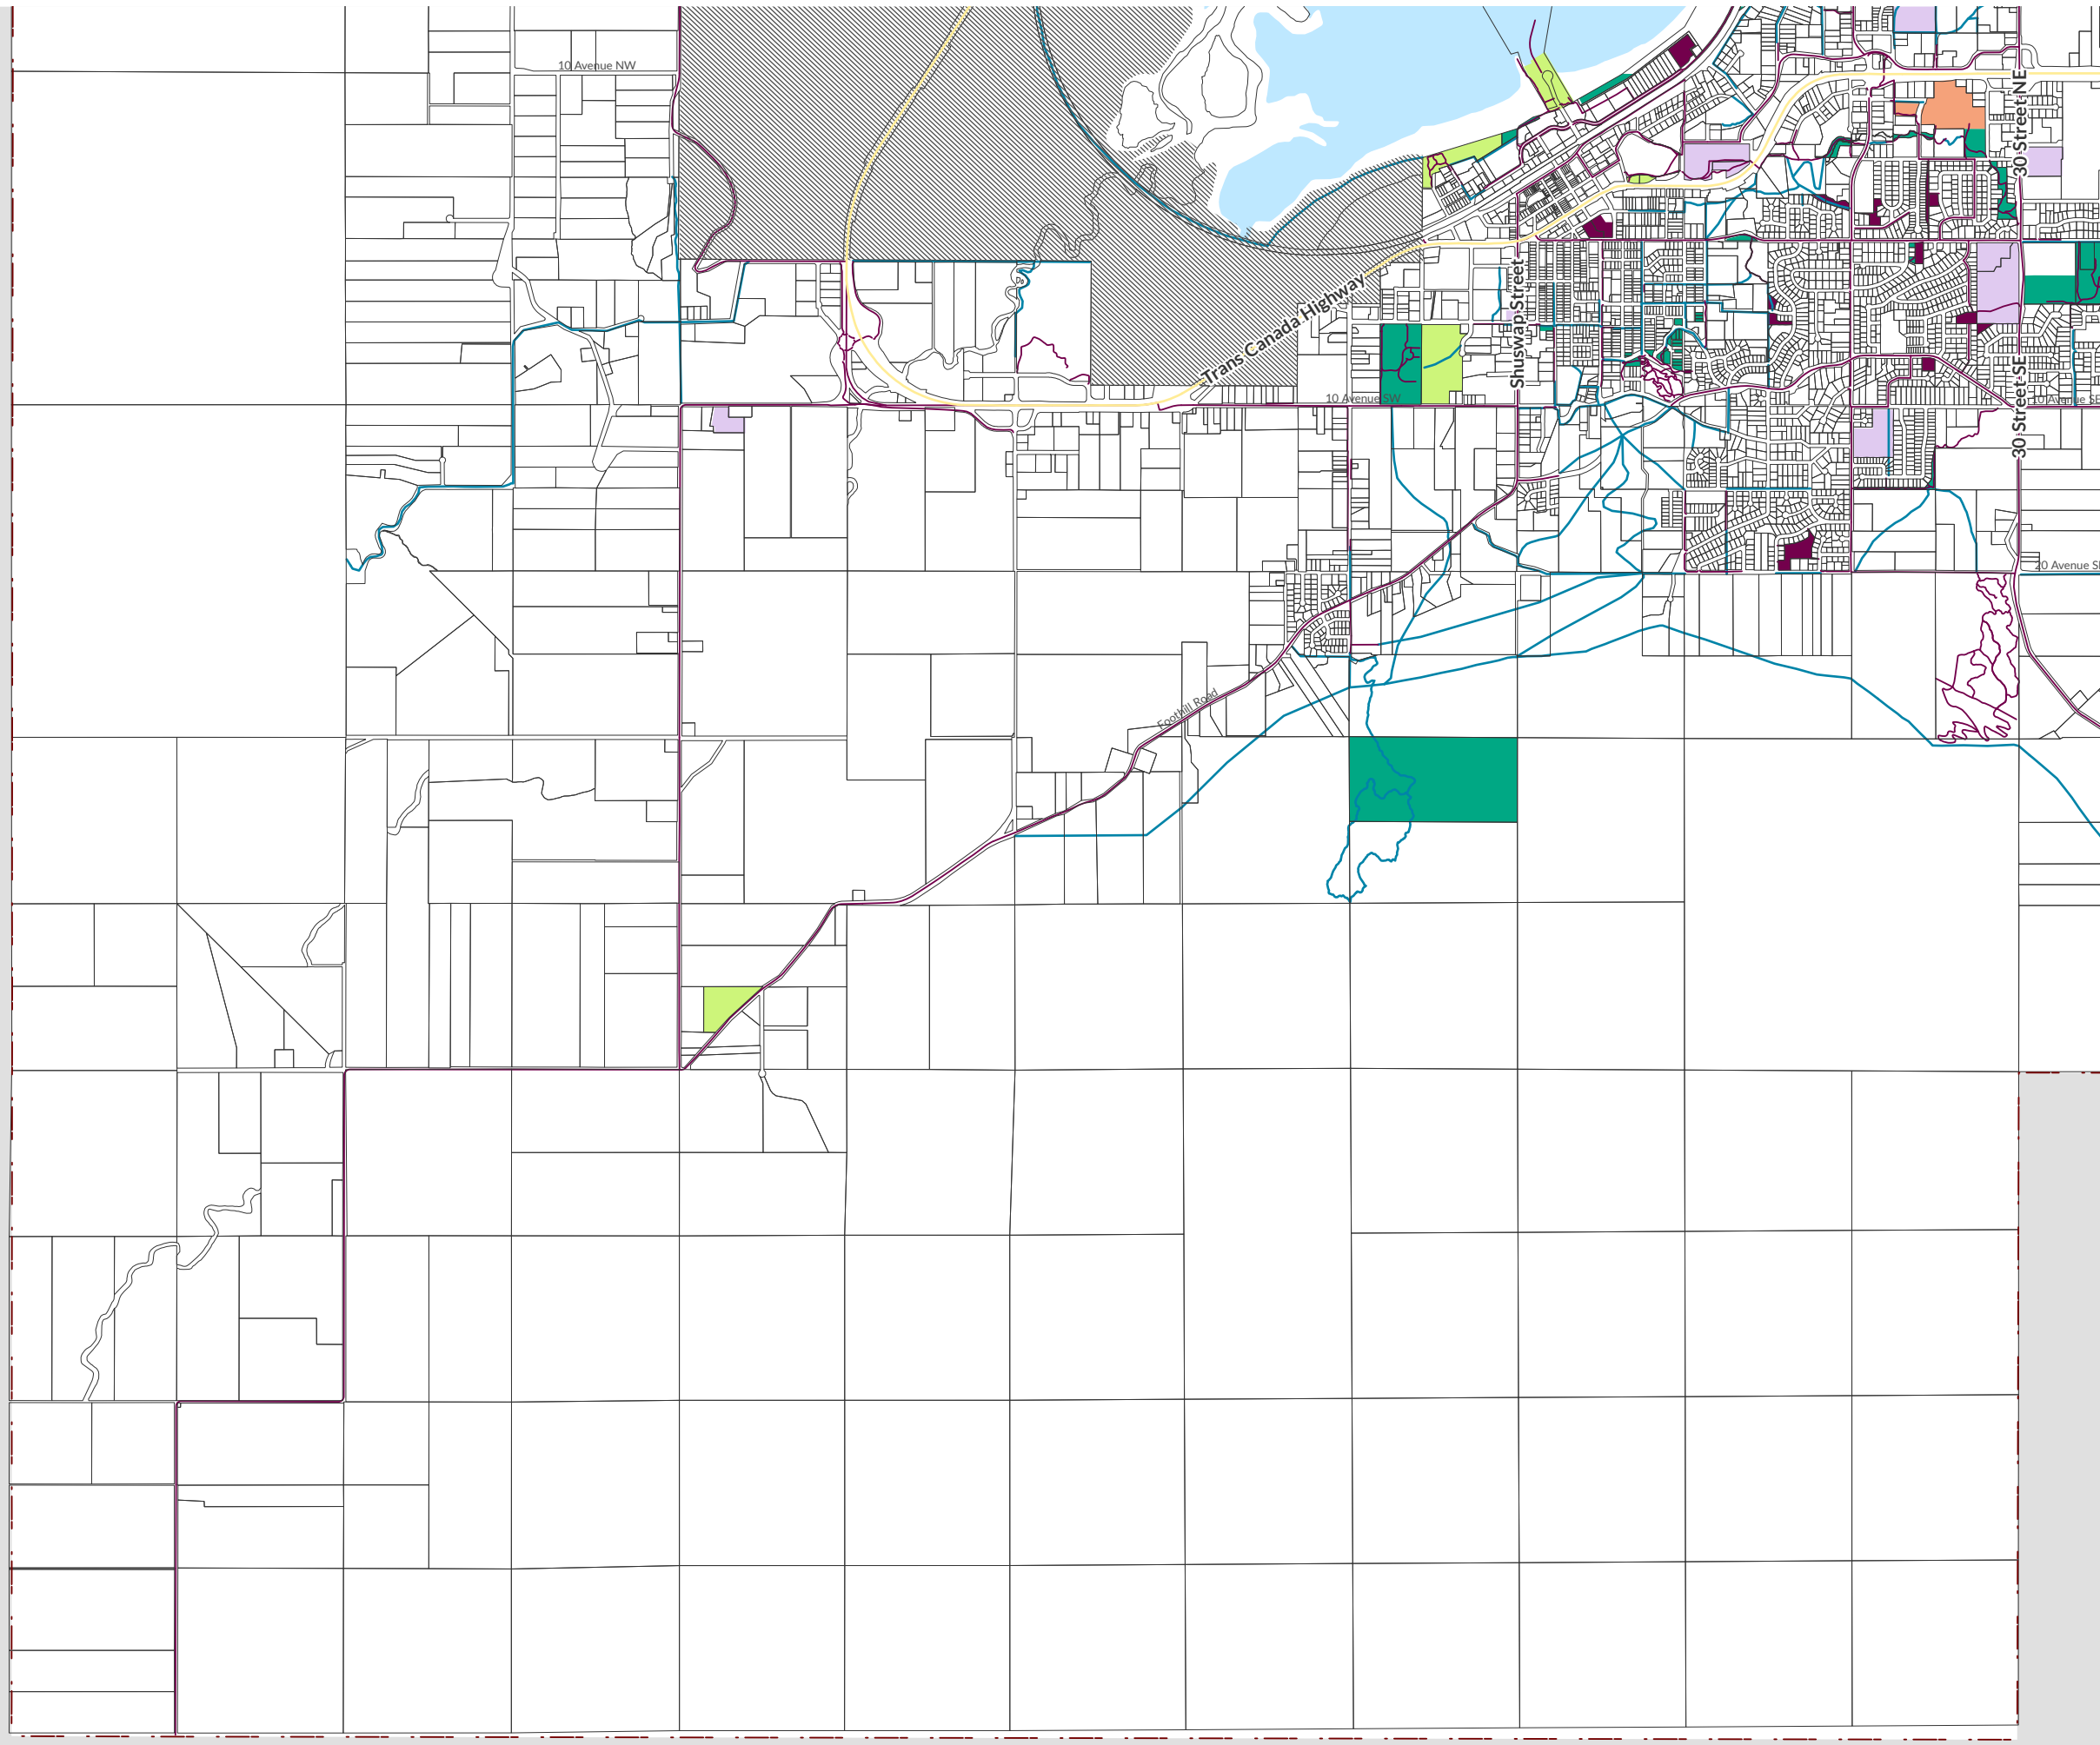 10 Avenue NW
30 Street NE
Trans Canada Highway
Shuswap Street
10 Avenue SW
30 Street SE
10 Avenue SE
20 Avenue SE
Foothill Road